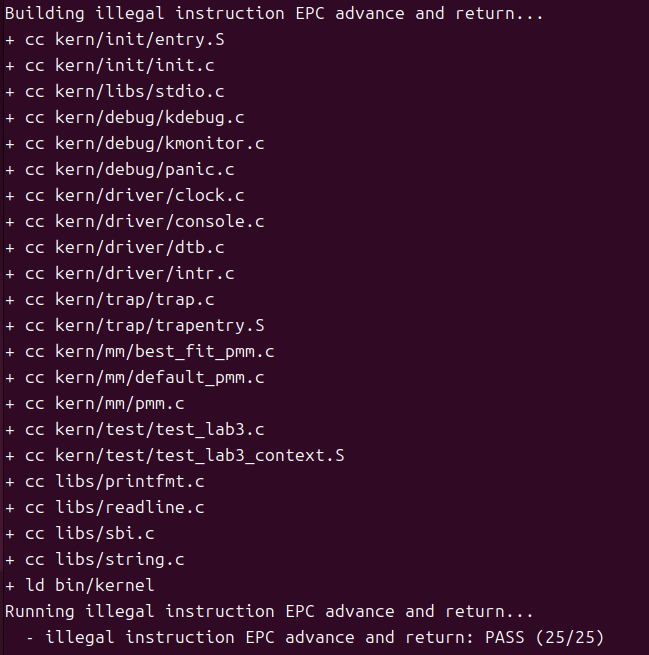 Building illegal instruction EPC advance and return...
+ cc kern/init/entry.S
+ cc kern/init/init.c
+ cc kern/libs/stdio.c
+ cc kern/debug/kdebug.c
+ cc kern/debug/kmonitor.c
+ cc kern/debug/panic.c
+ cc kern/driver/clock.c
+ cc kern/driver/console.c
+ cc kern/driver/dtb.c
+ cc kern/driver/intr.c
+ cc kern/trap/trap.c
+ cc kern/trap/trapentry.S
+ cc kern/mm/best_fit_pmm.c
+ cc kern/mm/default_pmm.c
+ cc kern/mm/pmm.c
+ cc kern/test/test_lab3.c
+ cc kern/test/test_lab3_context.S
+ cc libs/printfmt.c
+ cc libs/readline.c
+ cc libs/sbi.c
+ cc libs/string.c
+ ld bin/kernel
Running illegal instruction EPC advance and return...
  - illegal instruction EPC advance and return: PASS (25/25)